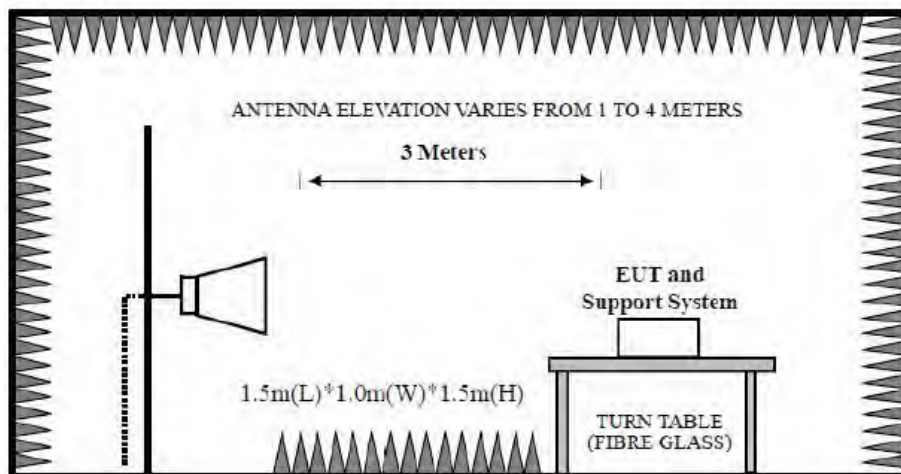 ANTENNA ELEVATION VARIES FROM 1 TO 4 METERS
3 Meters
EUT and
Support System
1.5m(L)*1.0m(W)*1.5m(H)
TURN TABLE
(FIBRE GLASS)